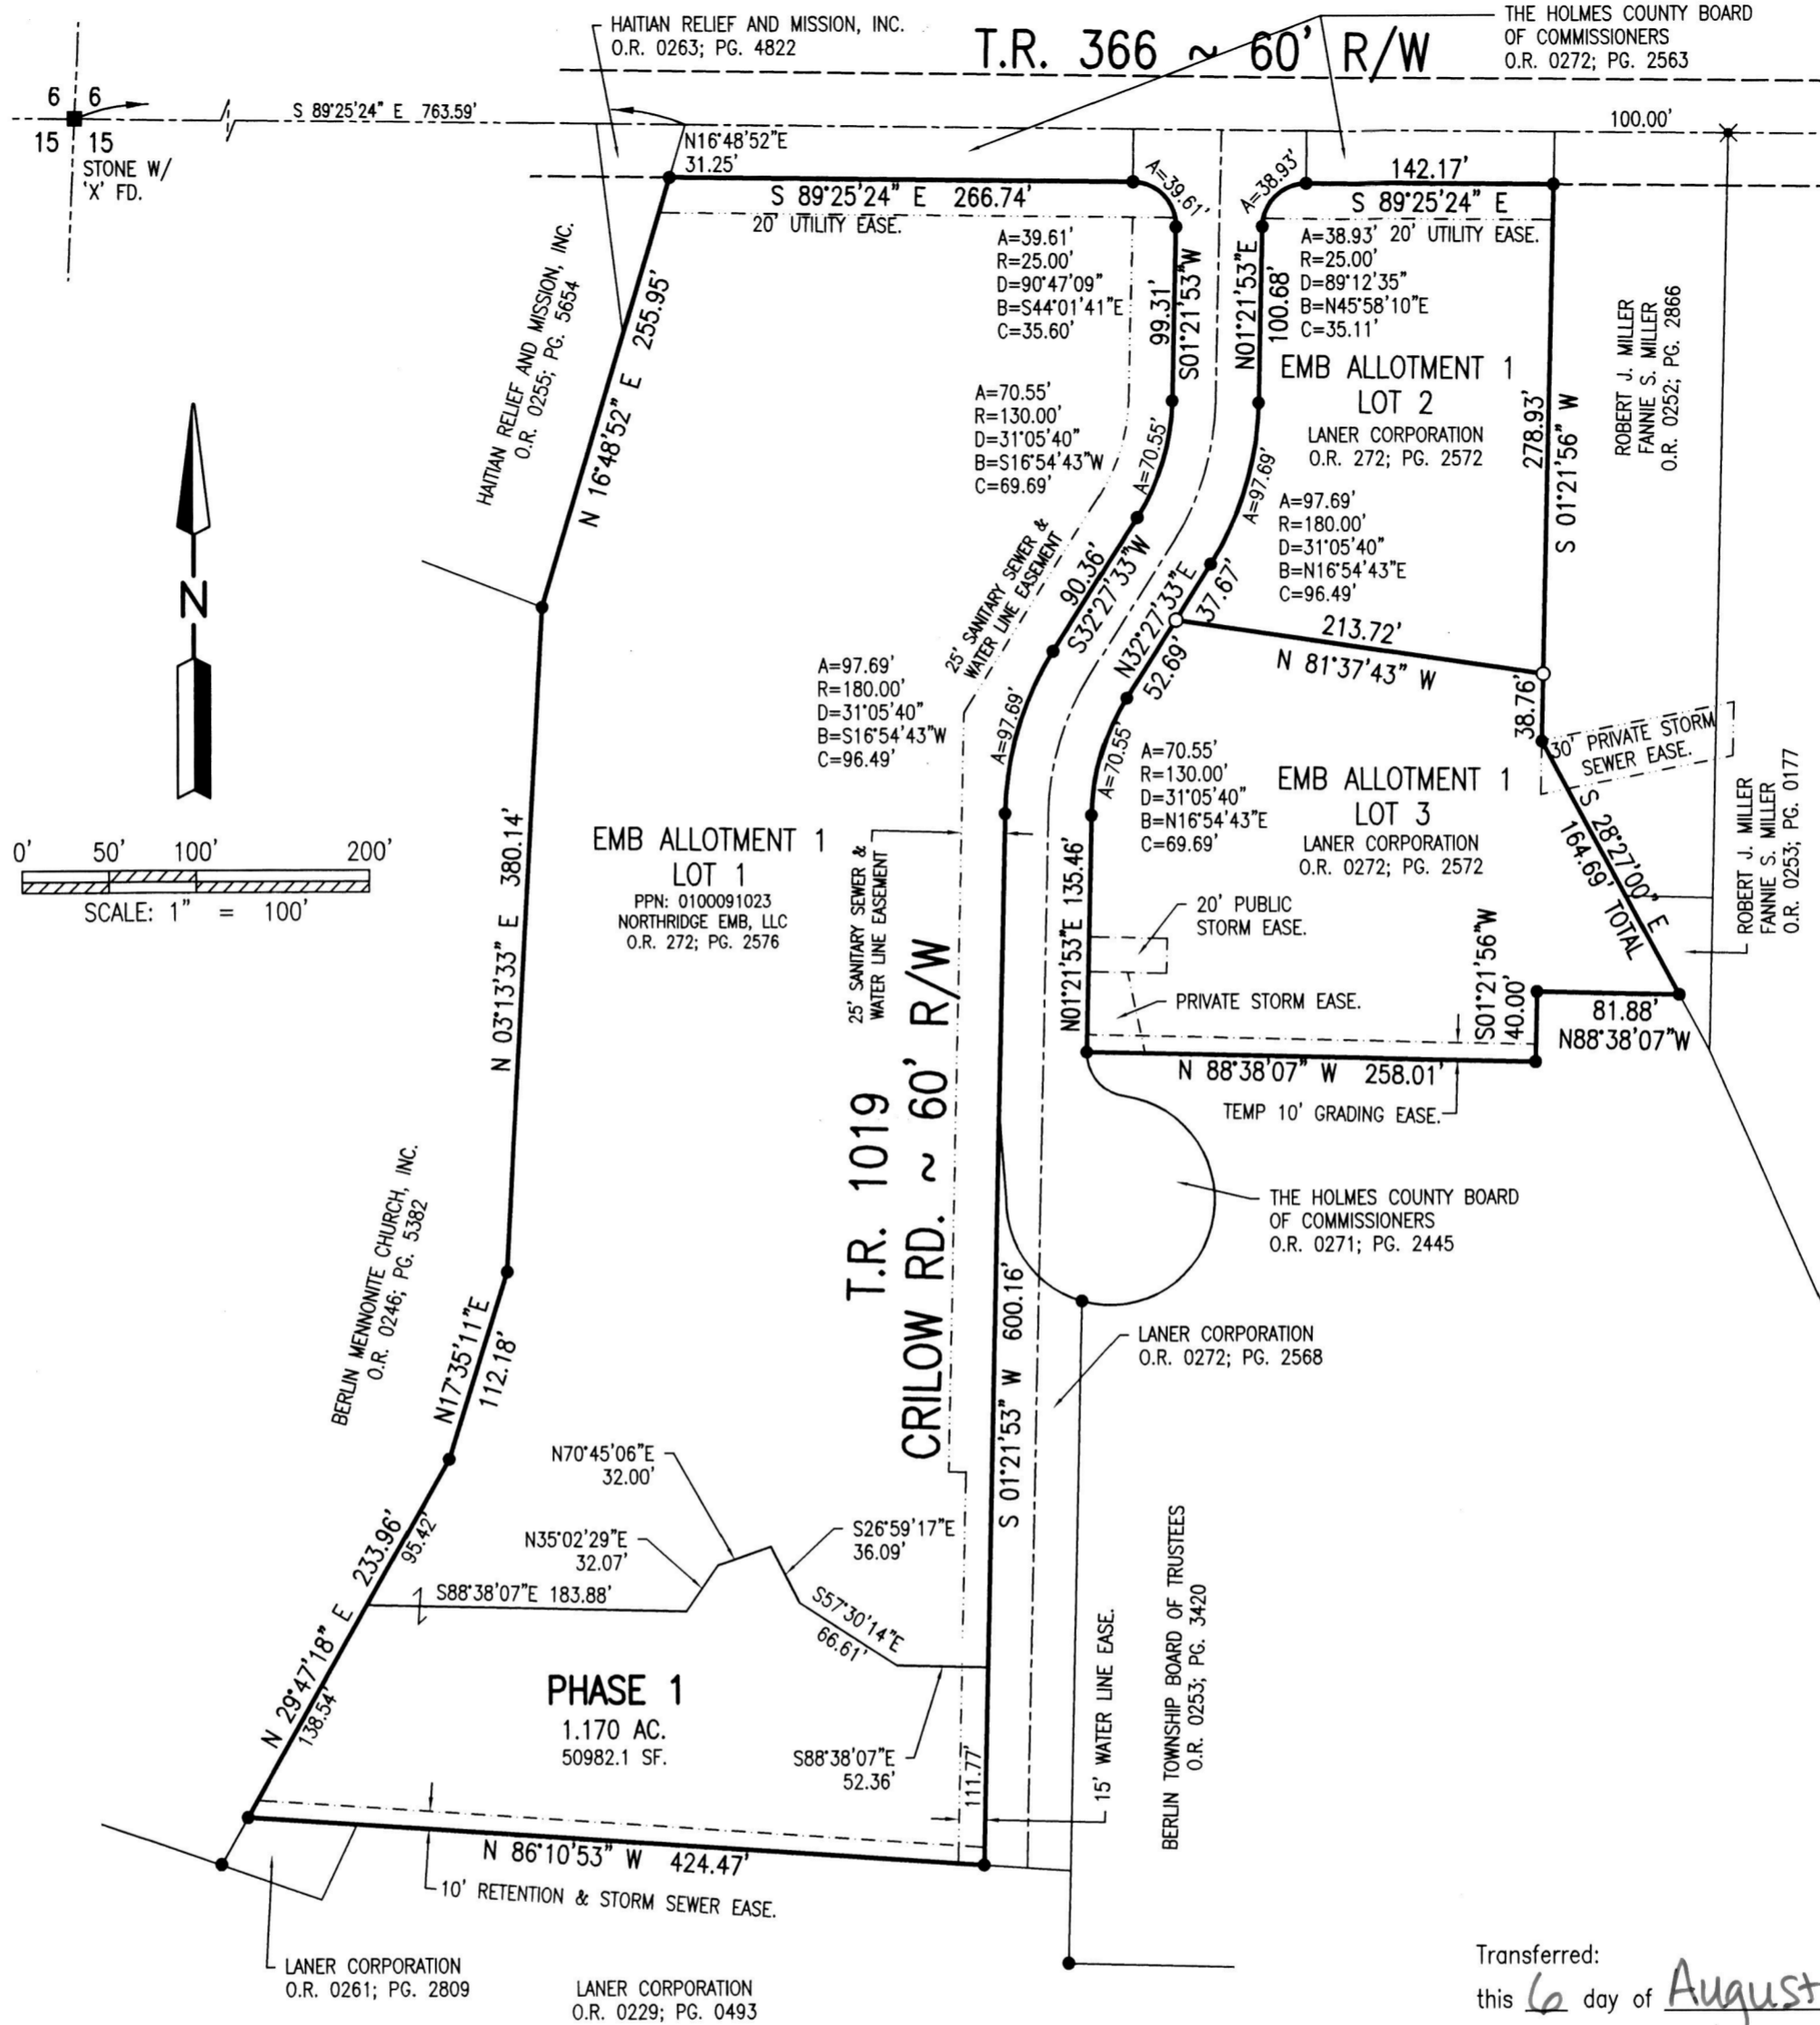 HAITIAN RELIEF AND MISSION, INC.
O.R. 0263; PG. 4822
T.R. 366 ~ 60' R/W
THE HOLMES COUNTY BOARD
OF COMMISSIONERS
O.R. 0272; PG. 2563
6 6
15 15
STONE W/
'X' FD.
S 89°25'24" E 763.59'
100.00'
N16°48'52"E
31.25'
S 89°25'24" E 266.74'
20' UTILITY EASE.
A=39.61'
A=38.93'
142.17'
S 89°25'24" E
20' UTILITY EASE.
A=39.61'
R=25.00'
D=90°47'09"
B=S44°01'41"E
C=35.60'
99.31'
S01°21'53"W
N01°21'53"E
100.68'
A=38.93'
R=25.00'
D=89°12'35"
B=N45°58'10"E
C=35.11'
HAITIAN RELIEF AND MISSION, INC.
O.R. 0255; PG. 5654
N 16°48'52" E 255.95'
EMB ALLOTMENT 1
LOT 2
LANER CORPORATION
O.R. 272; PG. 2572
278.93'
S 01°21'56" W
ROBERT J. MILLER
FANNIE S. MILLER
O.R. 0252; PG. 2866
A=70.55'
R=130.00'
D=31°05'40"
B=S16°54'43"W
C=69.69'
A=70.55'
A=97.69'
A=97.69'
R=180.00'
D=31°05'40"
B=N16°54'43"E
C=96.49'
N
25' SANITARY SEWER &
WATER LINE EASEMENT
90.36'
S32°27'33"W
N32°27'33"E
37.67'
52.69'
213.72'
N 81°37'43" W
38.76'
30' PRIVATE STORM
SEWER EASE.
A=97.69'
R=180.00'
D=31°05'40"
B=S16°54'43"W
C=96.49'
A=97.69'
A=70.55'
A=70.55'
R=130.00'
D=31°05'40"
B=N16°54'43"E
C=69.69'
EMB ALLOTMENT 1
LOT 3
LANER CORPORATION
O.R. 0272; PG. 2572
S 28°27'00" E
164.69' TOTAL
ROBERT J. MILLER
FANNIE S. MILLER
O.R. 0253; PG. 0177
0' 50' 100' 200'
SCALE: 1" = 100'
N 03°13'33" E 380.14'
EMB ALLOTMENT 1
LOT 1
PPN: 0100091023
NORTHRIDGE EMB, LLC
O.R. 272; PG. 2576
25' SANITARY SEWER &
WATER LINE EASEMENT
N01°21'53"E 135.46'
20' PUBLIC
STORM EASE.
PRIVATE STORM EASE.
S01°21'56"W
40.00'
81.88'
N88°38'07"W
N 88°38'07" W 258.01'
TEMP 10' GRADING EASE.
T.R. 1019
CRILOW RD. ~ 60' R/W
THE HOLMES COUNTY BOARD
OF COMMISSIONERS
O.R. 0271; PG. 2445
BERLIN MENNONITE CHURCH, INC.
O.R. 0246; PG. 5382
N17°35'11"E
112.18'
S 01°21'53" W 600.16'
LANER CORPORATION
O.R. 0272; PG. 2568
N70°45'06"E
32.00'
N35°02'29"E
32.07'
S26°59'17"E
36.09'
S88°38'07"E 183.88'
S57°30'14"E
66.61'
N 29°47'18" E 233.96'
95.42'
138.54'
PHASE 1
1.170 AC.
50982.1 SF.
S88°38'07"E
52.36'
111.77'
15' WATER LINE EASE.
BERLIN TOWNSHIP BOARD OF TRUSTEES
O.R. 0253; PG. 3420
N 86°10'53" W 424.47'
10' RETENTION & STORM SEWER EASE.
LANER CORPORATION
O.R. 0261; PG. 2809
LANER CORPORATION
O.R. 0229; PG. 0493
Transferred:
this 6 day of August